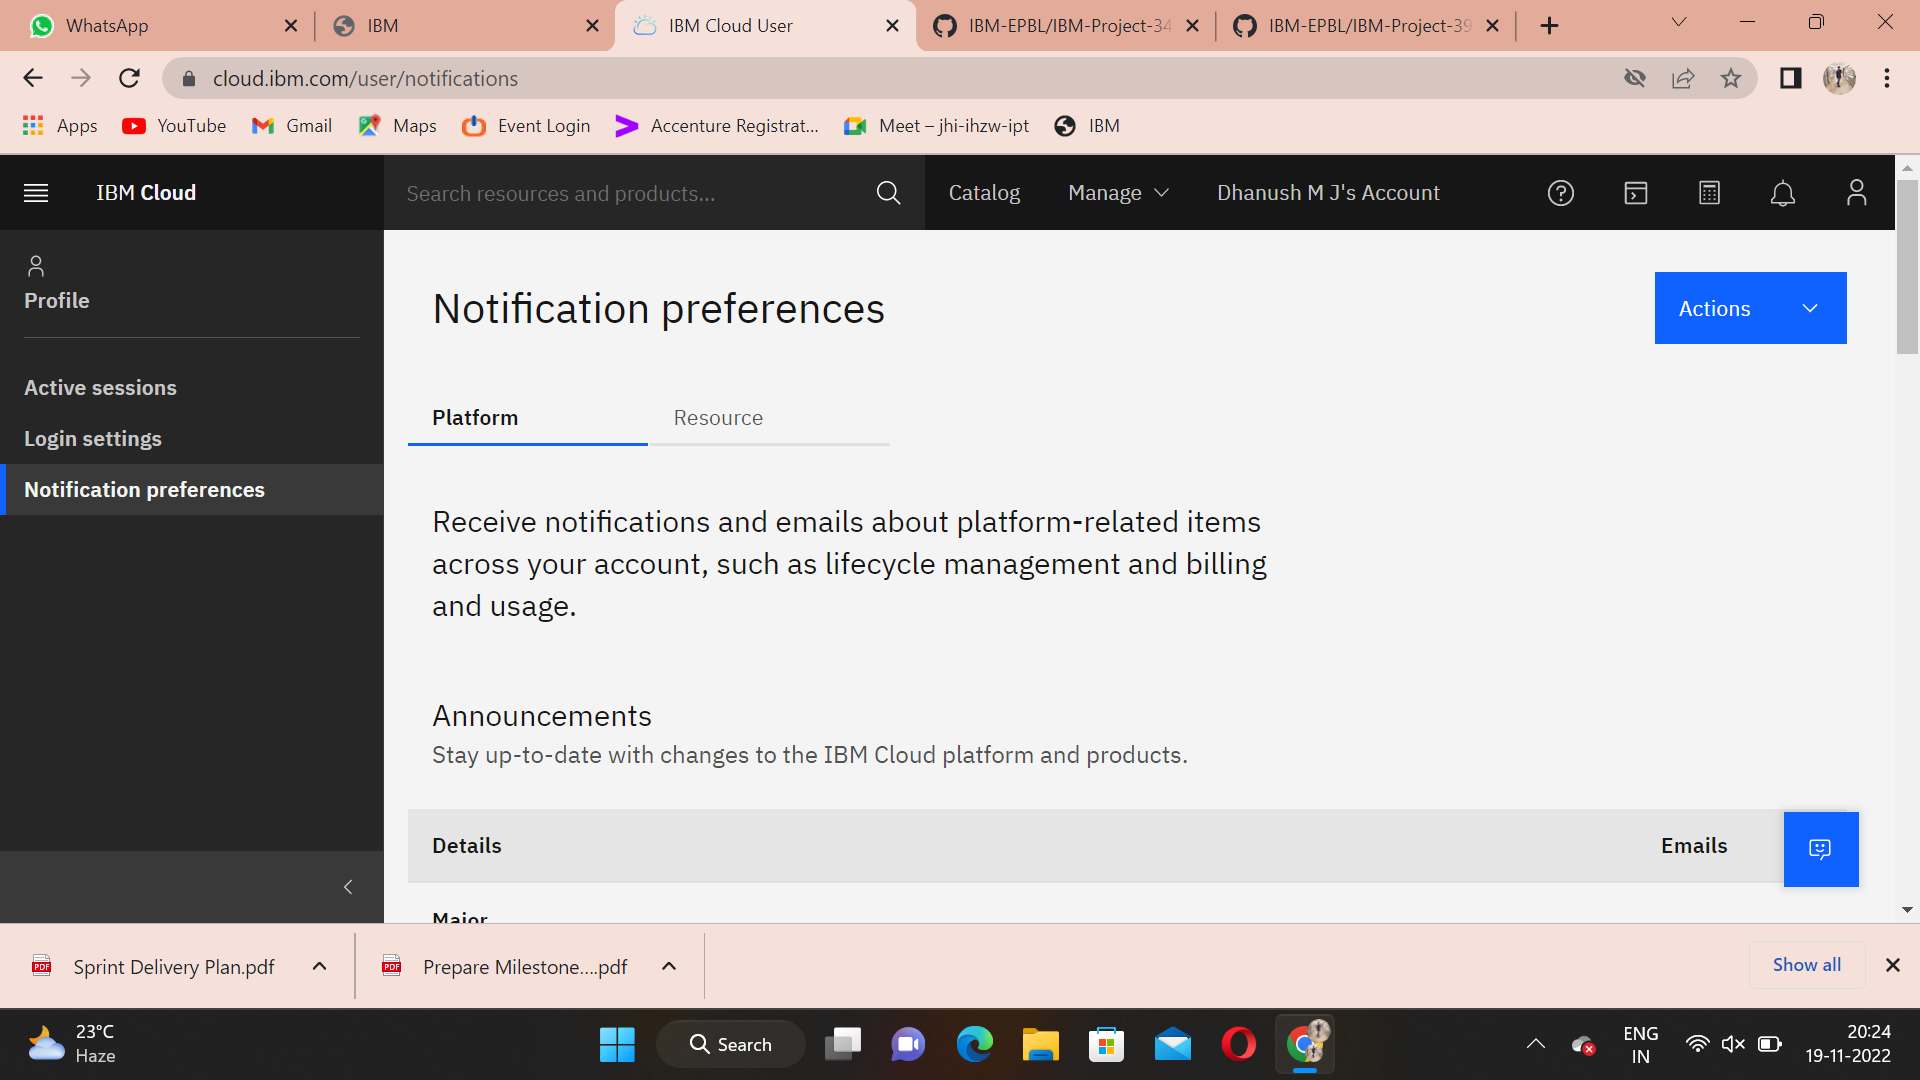 WhatsApp
IBM
IBM Cloud User
IBM-EPBL/IBM-Project-34
IBM-EPBL/IBM-Project-39
cloud.ibm.com/user/notifications
Apps
YouTube
Gmail
Maps
Event Login
Accenture Registrat...
Meet – jhi-ihzw-ipt
IBM
IBM Cloud
Search resources and products...
Catalog
Manage
Dhanush M J's Account
Profile
Active sessions
Login settings
Notification preferences
Notification preferences
Actions
Platform
Resource
Receive notifications and emails about platform-related items
across your account, such as lifecycle management and billing
and usage.
Announcements
Stay up-to-date with changes to the IBM Cloud platform and products.
Details
Emails
Major
PDF
Sprint Delivery Plan.pdf
PDF
Prepare Milestone....pdf
Show all
23°C
Haze
Search
ENG
IN
20:24
19-11-2022